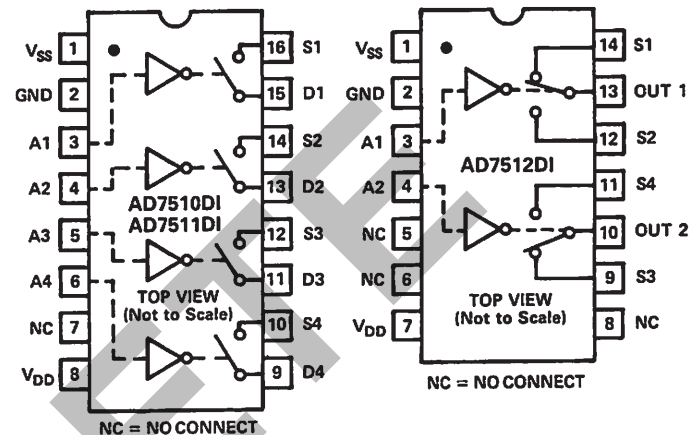 VSS 1
GND 2
A1 3
A2 4
A3 5
A4 6
NC 7
VDD 8
16 S1
15 D1
14 S2
13 D2
12 S3
11 D3
10 S4
9 D4
AD7510DI
AD7511DI
TOP VIEW
(Not to Scale)
NC = NO CONNECT
VSS 1
GND 2
A1 3
A2 4
NC 5
NC 6
VDD 7
14 S1
13 OUT 1
12 S2
11 S4
10 OUT 2
9 S3
8 NC
AD7512DI
TOP VIEW
(Not to Scale)
NC = NO CONNECT